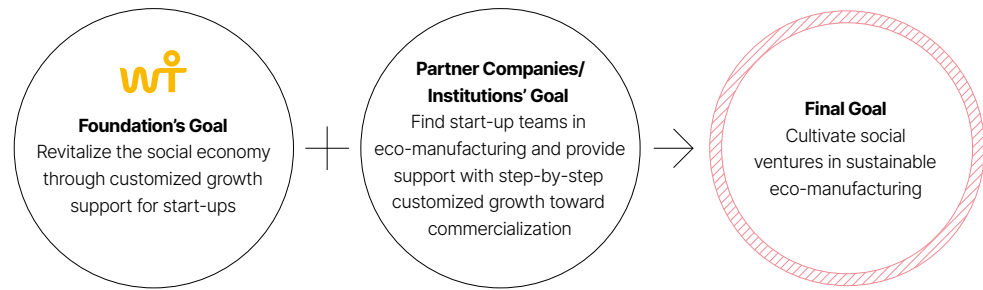 Foundation's Goal
Revitalize the social economy
through customized growth
support for start-ups
Partner Companies/
Institutions' Goal
Find start-up teams in
eco-manufacturing and provide
support with step-by-step
customized growth toward
commercialization
Final Goal
Cultivate social
ventures in sustainable
eco-manufacturing